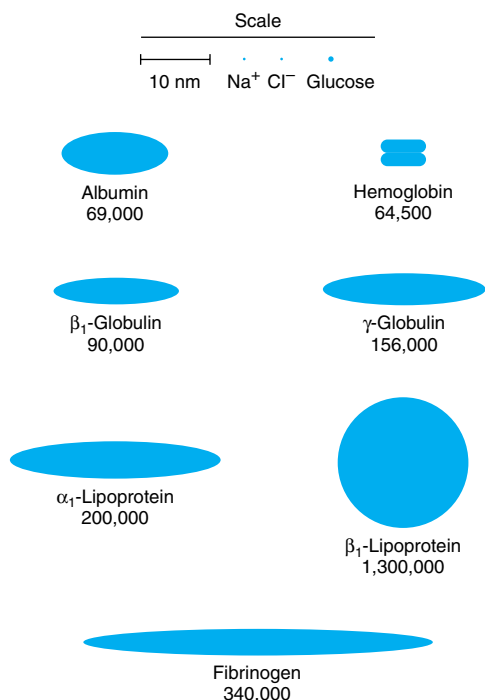 Scale
10 nm Na⁺ Cl⁻ Glucose
Albumin
69,000
Hemoglobin
64,500
β₁-Globulin
90,000
γ-Globulin
156,000
α₁-Lipoprotein
200,000
β₁-Lipoprotein
1,300,000
Fibrinogen
340,000